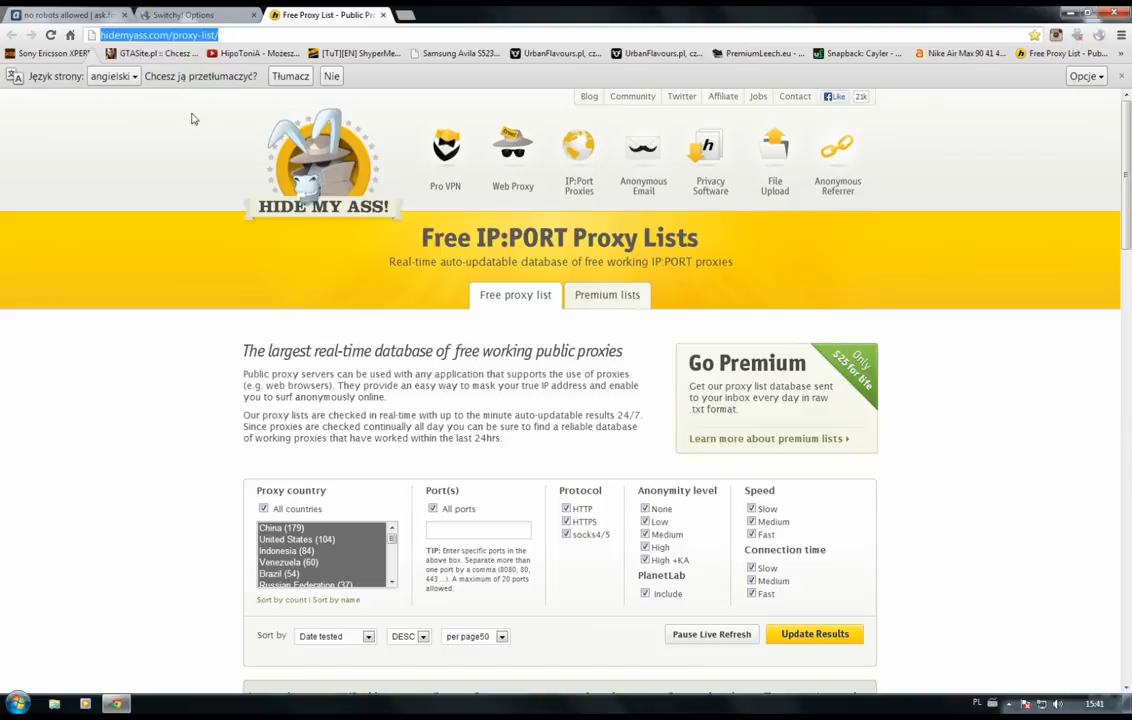 no robots allowed | ask.f
Switchy! Options
Free Proxy List - Public Pr
hidemyass.com/proxy-list/
Sony Ericsson XPER
GTASite.pl :: Chcesz ...
HipoToniA - Możesz...
[TuT][EN] ShyperMe...
Samsung Avila S523...
UrbanFlavours.pl, cz...
UrbanFlavours.pl, cz...
PremiumLeech.eu - ...
Snapback: Cayler - ...
Nike Air Max 90 41 4...
Free Proxy List - Pub...
Język strony:
angielski
Chcesz ją przetłumaczyć?
Tłumacz
Nie
Opcje
Blog
Community
Twitter
Affiliate
Jobs
Contact
Like
21k
HIDE MY ASS!
Pro VPN
Web Proxy
IP:Port Proxies
Anonymous Email
Privacy Software
File Upload
Anonymous Referrer
Free IP:PORT Proxy Lists
Real-time auto-updatable database of free working IP:PORT proxies
Free proxy list
Premium lists
The largest real-time database of free working public proxies
Public proxy servers can be used with any application that supports the use of proxies
(e.g. web browsers). They provide an easy way to mask your true IP address and enable
you to surf anonymously online.
Our proxy lists are checked in real-time with up to the minute auto-updatable results 24/7.
Since proxies are checked continually all day you can be sure to find a reliable database
of working proxies that have worked within the last 24hrs.
Go Premium
Only
$25 for life
Get our proxy list database sent
to your inbox every day in raw
.txt format.
Learn more about premium lists
Proxy country
All countries
China (179)
United States (104)
Indonesia (84)
Venezuela (60)
Brazil (54)
Russian Federation (37)
Sort by count | Sort by name
Port(s)
All ports
TIP: Enter specific ports in the
above box. Separate more than
one port by a comma (8080, 80,
443 ...). A maximum of 20 ports
allowed.
Protocol
HTTP
HTTPS
socks4/5
Anonymity level
None
Low
Medium
High
High +KA
PlanetLab
Include
Speed
Slow
Medium
Fast
Connection time
Slow
Medium
Fast
Sort by
Date tested
DESC
per page50
Pause Live Refresh
Update Results
PL
15:41